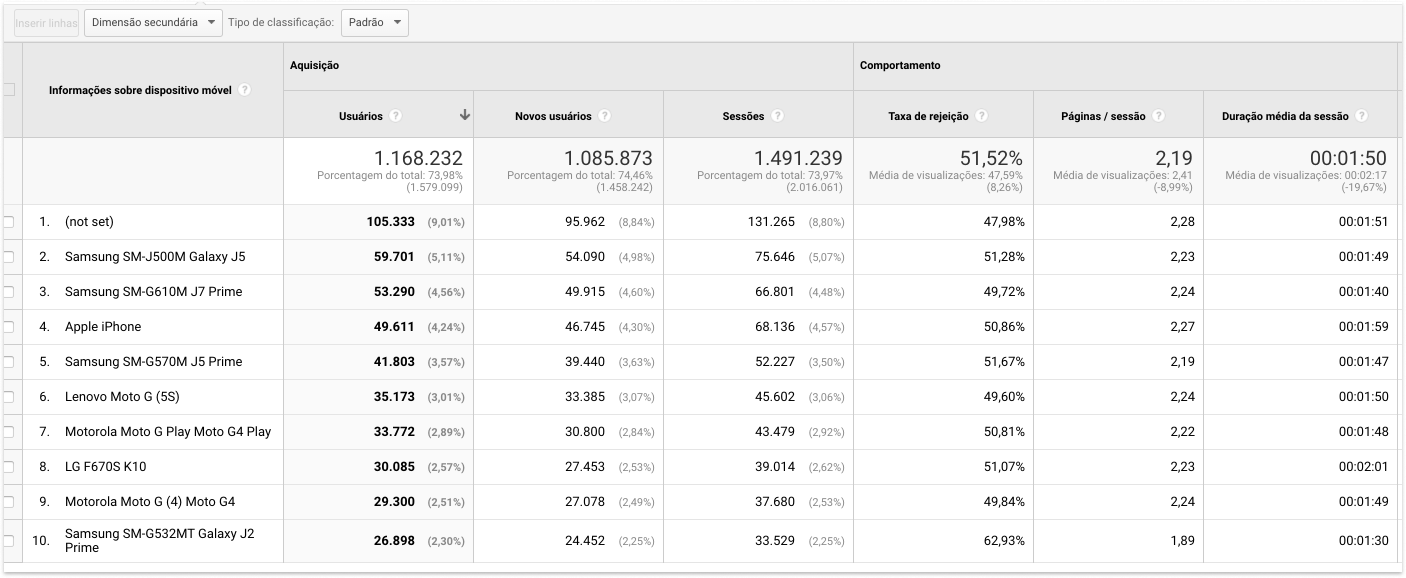 Inserir linhas Dimensão secundária Tipo de classificação: Padrão
Aquisição Comportamento
Informações sobre dispositivo móvel ?
Usuários ? Novos usuários ? Sessões ? Taxa de rejeição ? Páginas / sessão ? Duração média da sessão ?
1.168.232 1.085.873 1.491.239 51,52% 2,19 00:01:50
Porcentagem do total: 73,98% Porcentagem do total: 74,46% Porcentagem do total: 73,97% Média de visualizações: 47,59% Média de visualizações: 2,41 Média de visualizações: 00:02:17
(1.579.099) (1.458.242) (2.016.061) (8,26%) (-8,99%) (-19,67%)
1. (not set) 105.333 (9,01%) 95.962 (8,84%) 131.265 (8,80%) 47,98% 2,28 00:01:51
2. Samsung SM-J500M Galaxy J5 59.701 (5,11%) 54.090 (4,98%) 75.646 (5,07%) 51,28% 2,23 00:01:49
3. Samsung SM-G610M J7 Prime 53.290 (4,56%) 49.915 (4,60%) 66.801 (4,48%) 49,72% 2,24 00:01:40
4. Apple iPhone 49.611 (4,24%) 46.745 (4,30%) 68.136 (4,57%) 50,86% 2,27 00:01:59
5. Samsung SM-G570M J5 Prime 41.803 (3,57%) 39.440 (3,63%) 52.227 (3,50%) 51,67% 2,19 00:01:47
6. Lenovo Moto G (5S) 35.173 (3,01%) 33.385 (3,07%) 45.602 (3,06%) 49,60% 2,24 00:01:50
7. Motorola Moto G Play Moto G4 Play 33.772 (2,89%) 30.800 (2,84%) 43.479 (2,92%) 50,81% 2,22 00:01:48
8. LG F670S K10 30.085 (2,57%) 27.453 (2,53%) 39.014 (2,62%) 51,07% 2,23 00:02:01
9. Motorola Moto G (4) Moto G4 29.300 (2,51%) 27.078 (2,49%) 37.680 (2,53%) 49,84% 2,24 00:01:49
10. Samsung SM-G532MT Galaxy J2
Prime 26.898 (2,30%) 24.452 (2,25%) 33.529 (2,25%) 62,93% 1,89 00:01:30